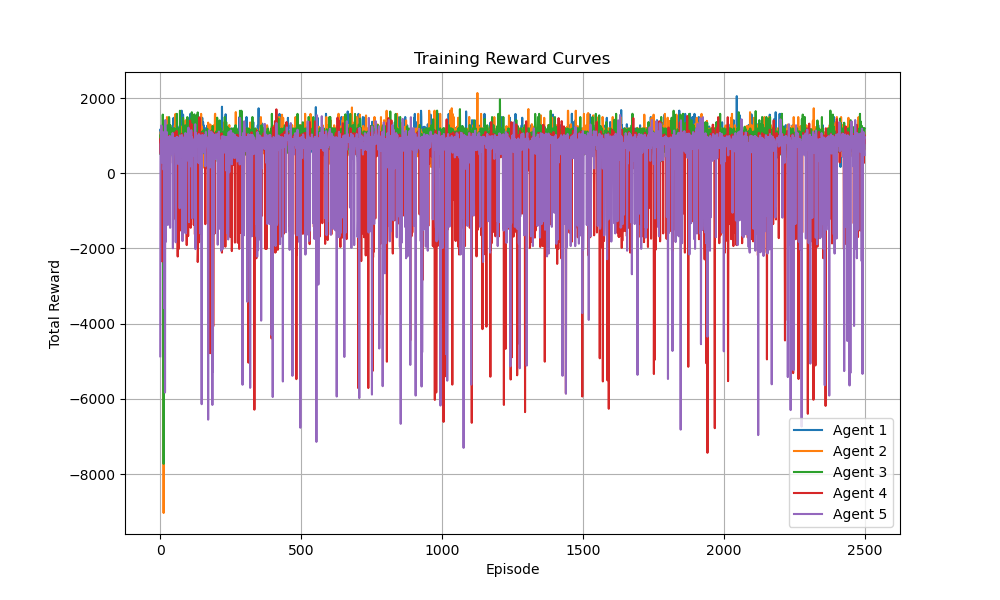 Training Reward Curves
2000
0
−2000
−4000
−6000
−8000
Total Reward
0
500
1000
1500
2000
2500
Episode
Agent 1
Agent 2
Agent 3
Agent 4
Agent 5